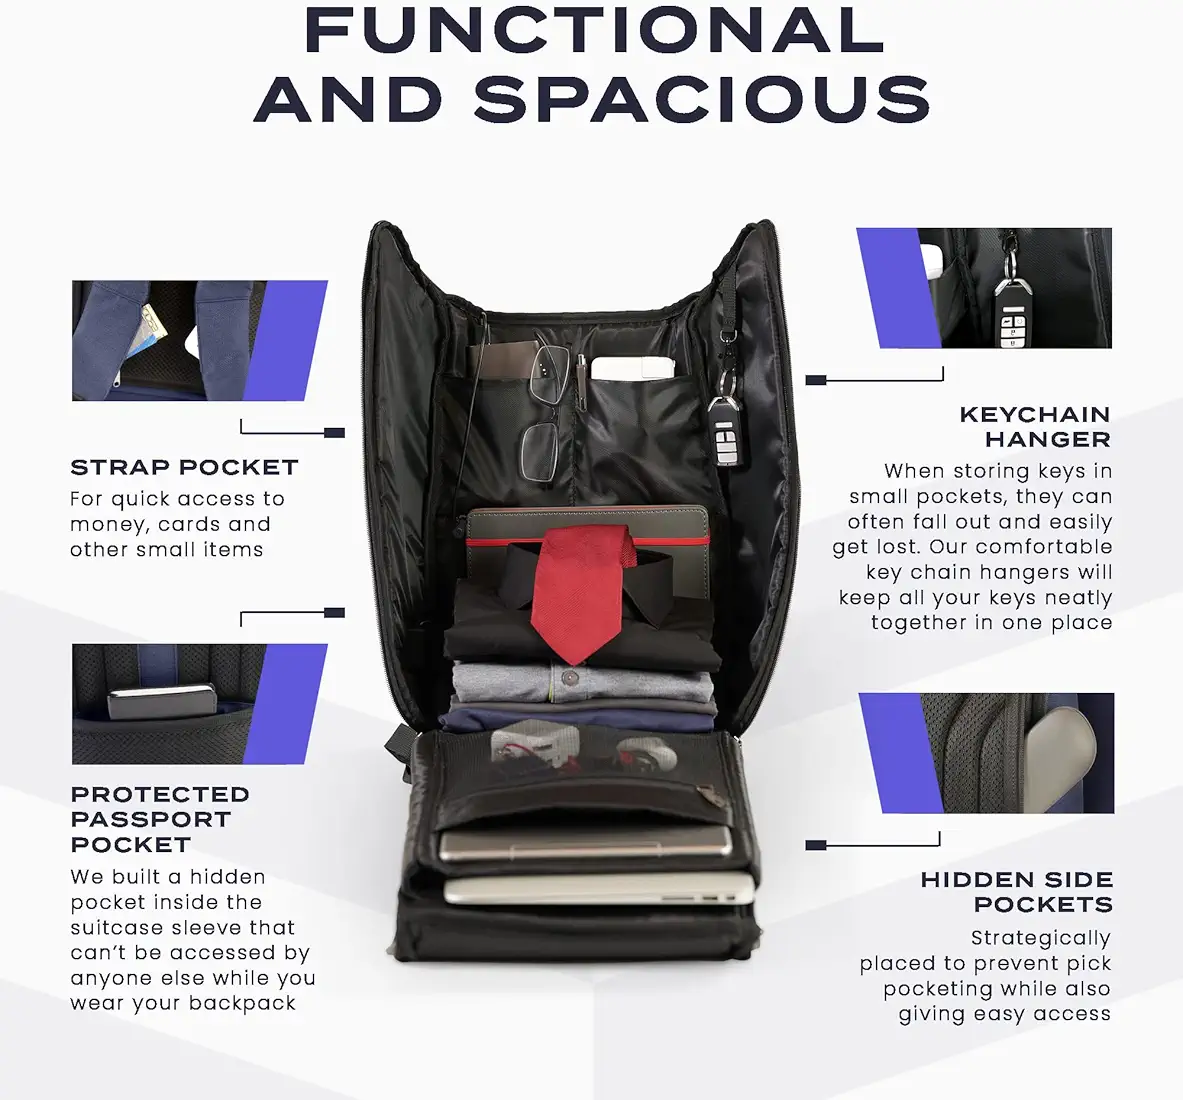 FUNCTIONAL
AND SPACIOUS
STRAP POCKET
For quick access to
money, cards and
other small items
PROTECTED
PASSPORT
POCKET
We built a hidden
pocket inside the
suitcase sleeve that
can't be accessed by
anyone else while you
wear your backpack
KEYCHAIN
HANGER
When storing keys in
small pockets, they can
often fall out and easily
get lost. Our comfortable
key chain hangers will
keep all your keys neatly
together in one place
HIDDEN SIDE
POCKETS
Strategically
placed to prevent pick
pocketing while also
giving easy access